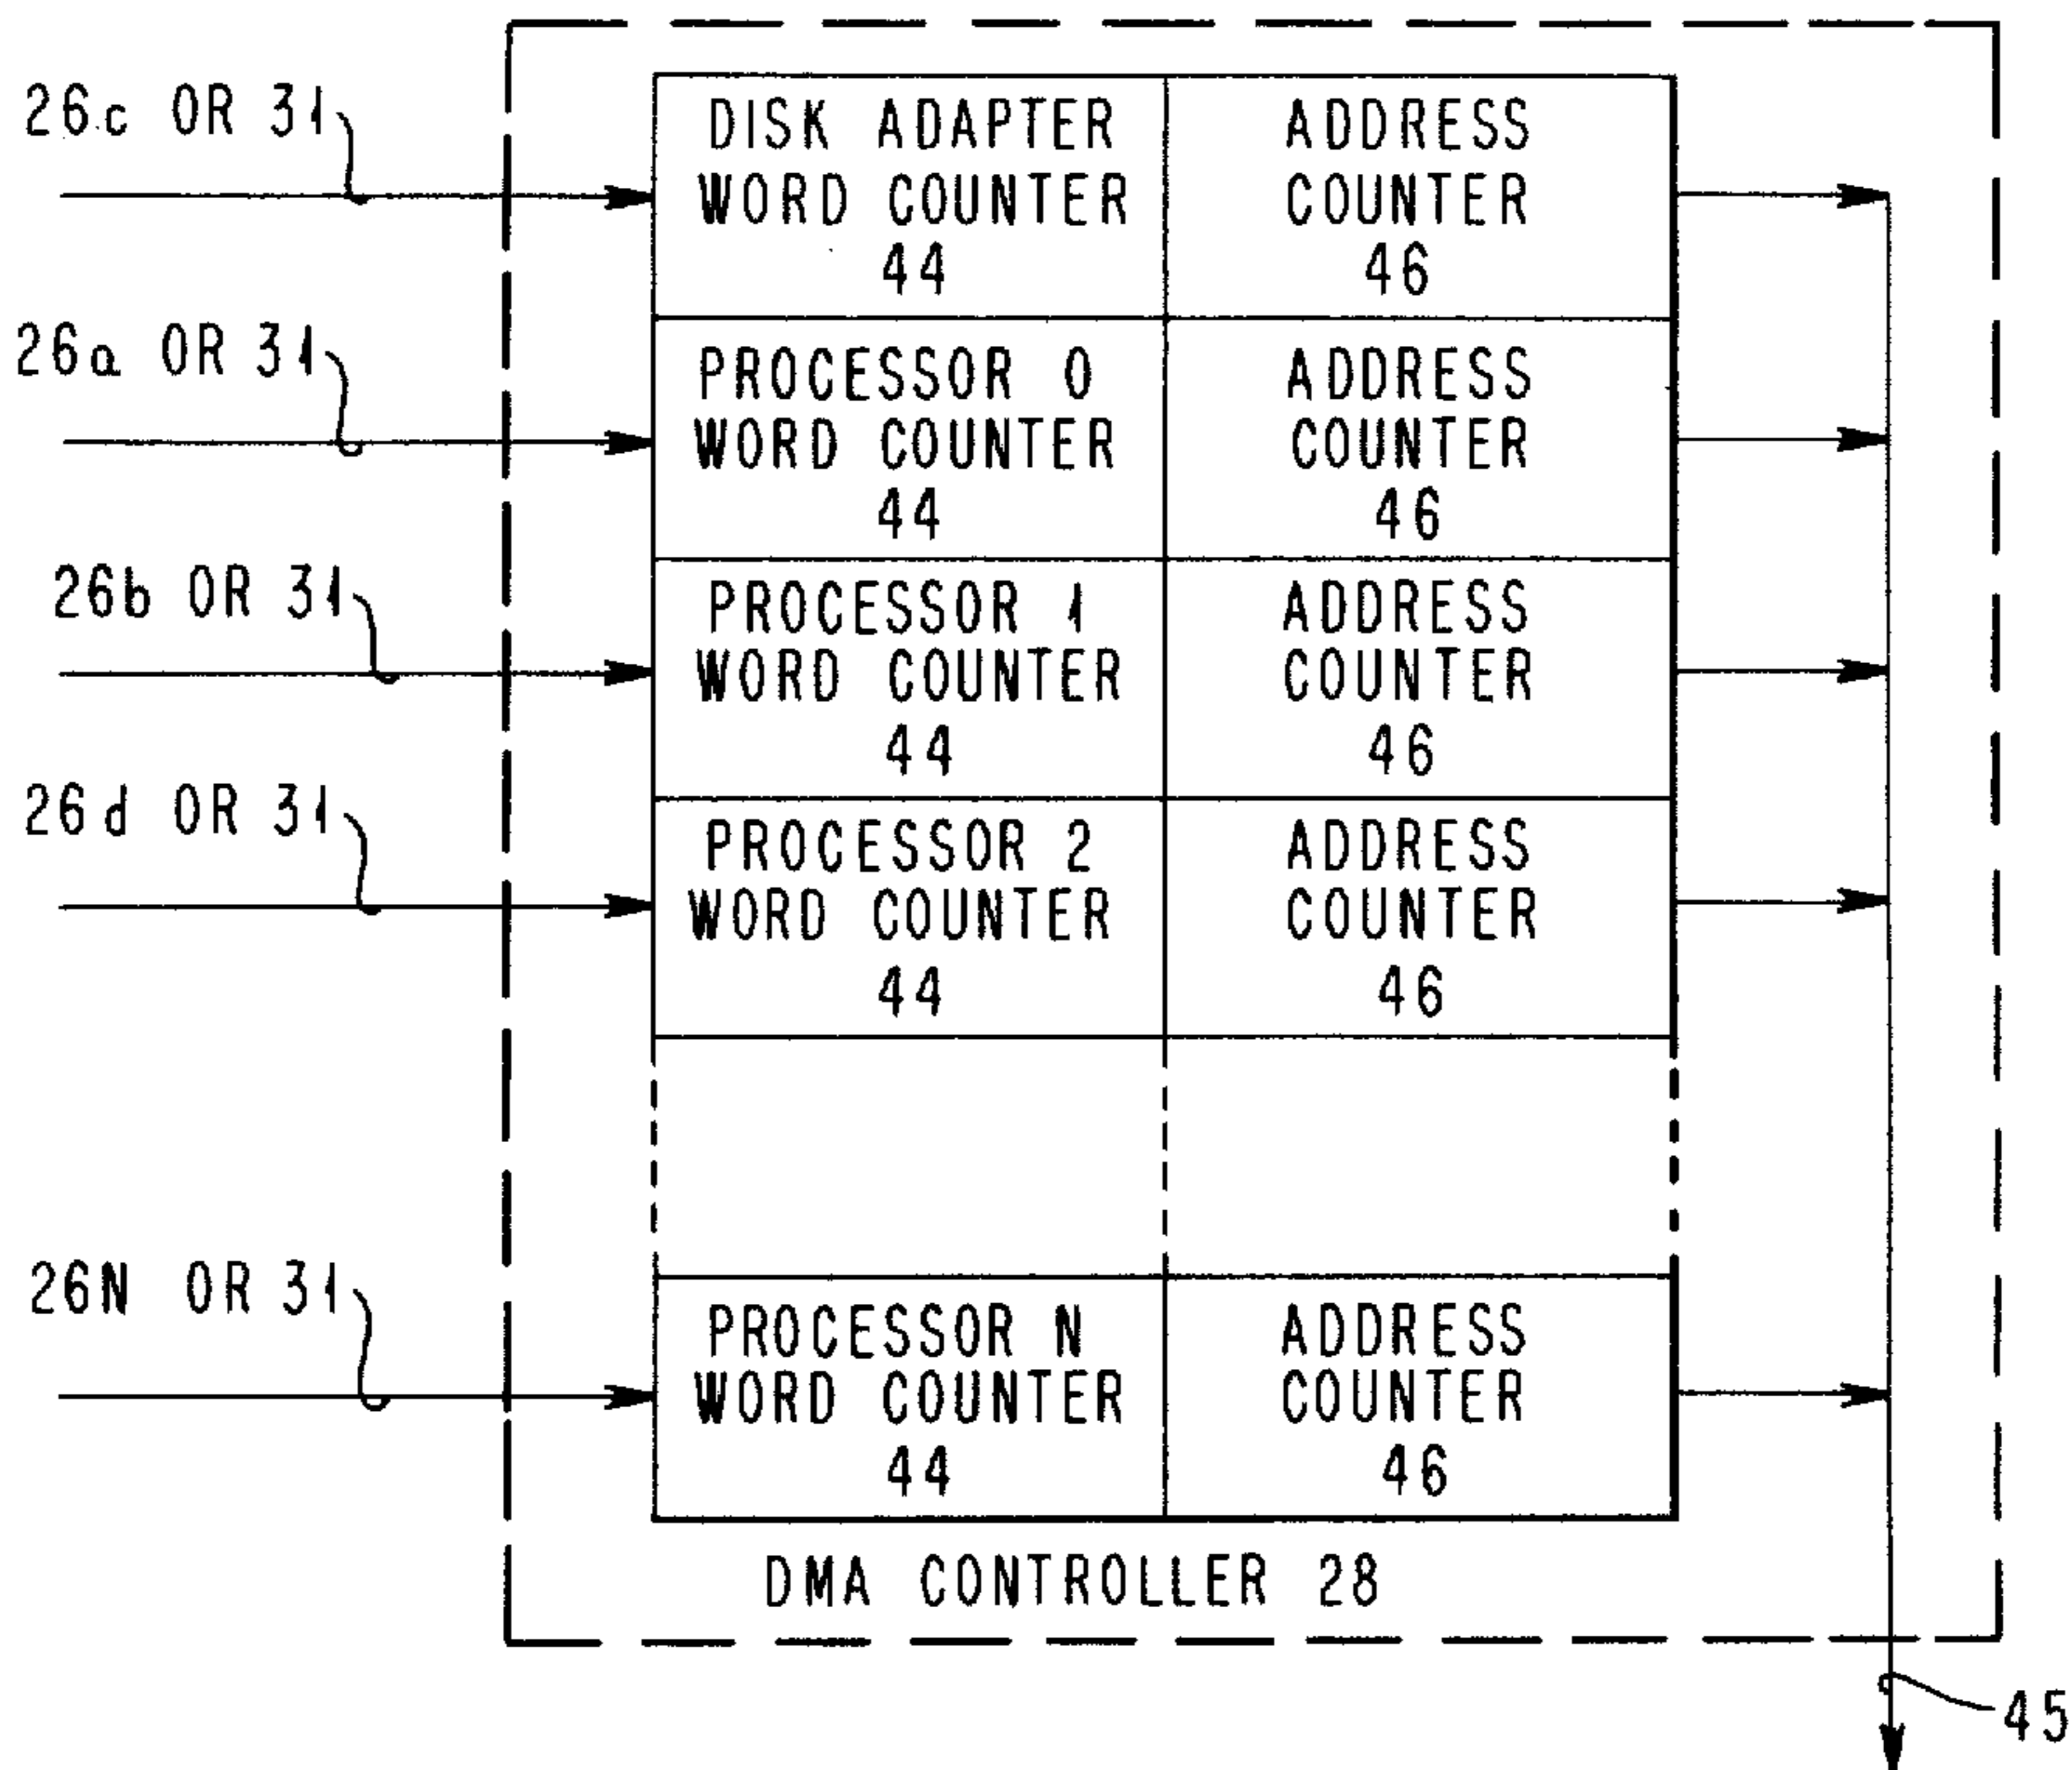 26c OR 31
DISK ADAPTER WORD COUNTER 44
ADDRESS COUNTER 46
26a OR 31
PROCESSOR 0 WORD COUNTER 44
ADDRESS COUNTER 46
26b OR 31
PROCESSOR 1 WORD COUNTER 44
ADDRESS COUNTER 46
26d OR 31
PROCESSOR 2 WORD COUNTER 44
ADDRESS COUNTER 46
26N OR 31
PROCESSOR N WORD COUNTER 44
ADDRESS COUNTER 46
DMA CONTROLLER 28
45